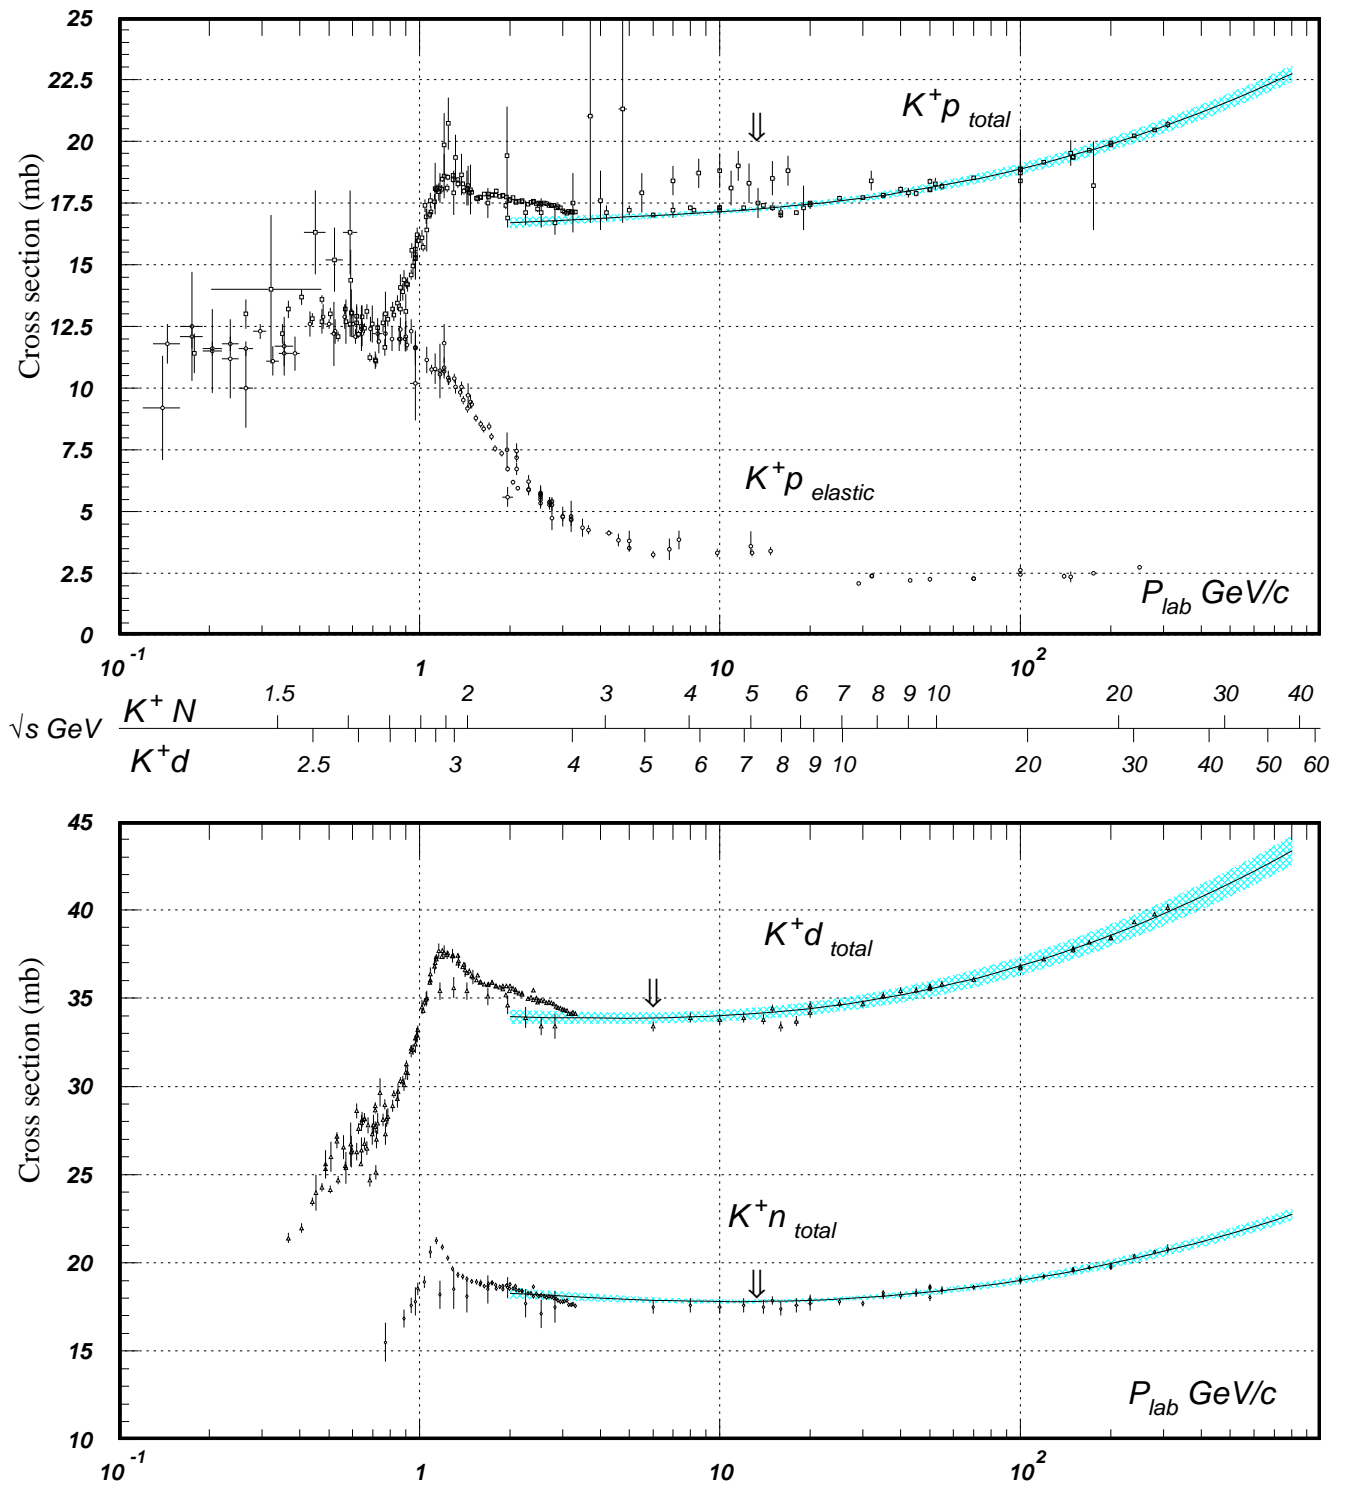 25
22.5
20
17.5
15
12.5
10
7.5
5
2.5
0
Cross section (mb)
K+p total
⇓
K+p elastic
Plab GeV/c
10 -1 1 10 10 2
√s GeV
K+ N 1.5 2 3 4 5 6 7 8 9 10 20 30 40
K+d 2.5 3 4 5 6 7 8 9 10 20 30 40 50 60
45
40
35
30
25
20
15
10
Cross section (mb)
K+d total
⇓
K+n total
⇓
Plab GeV/c
10 -1 1 10 10 2